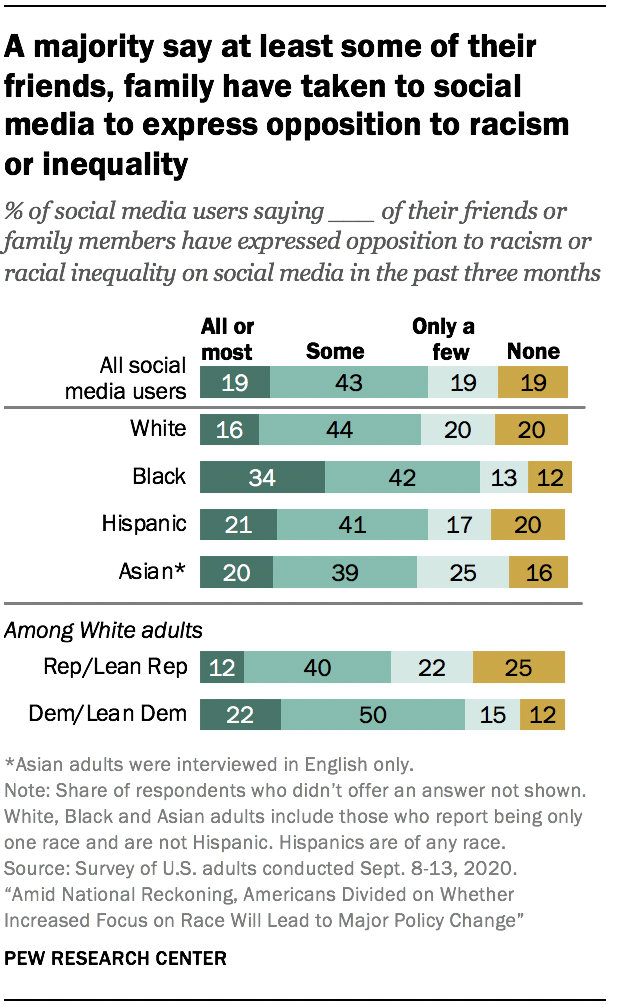 A majority say at least some of their
friends, family have taken to social
media to express opposition to racism
or inequality
% of social media users saying ___ of their friends or
family members have expressed opposition to racism or
racial inequality on social media in the past three months
All or most Some Only a few None
All social media users 19 43 19 19
White 16 44 20 20
Black 34 42 13 12
Hispanic 21 41 17 20
Asian* 20 39 25 16
Among White adults
Rep/Lean Rep 12 40 22 25
Dem/Lean Dem 22 50 15 12
*Asian adults were interviewed in English only.
Note: Share of respondents who didn’t offer an answer not shown.
White, Black and Asian adults include those who report being only
one race and are not Hispanic. Hispanics are of any race.
Source: Survey of U.S. adults conducted Sept. 8-13, 2020.
“Amid National Reckoning, Americans Divided on Whether
Increased Focus on Race Will Lead to Major Policy Change”
PEW RESEARCH CENTER